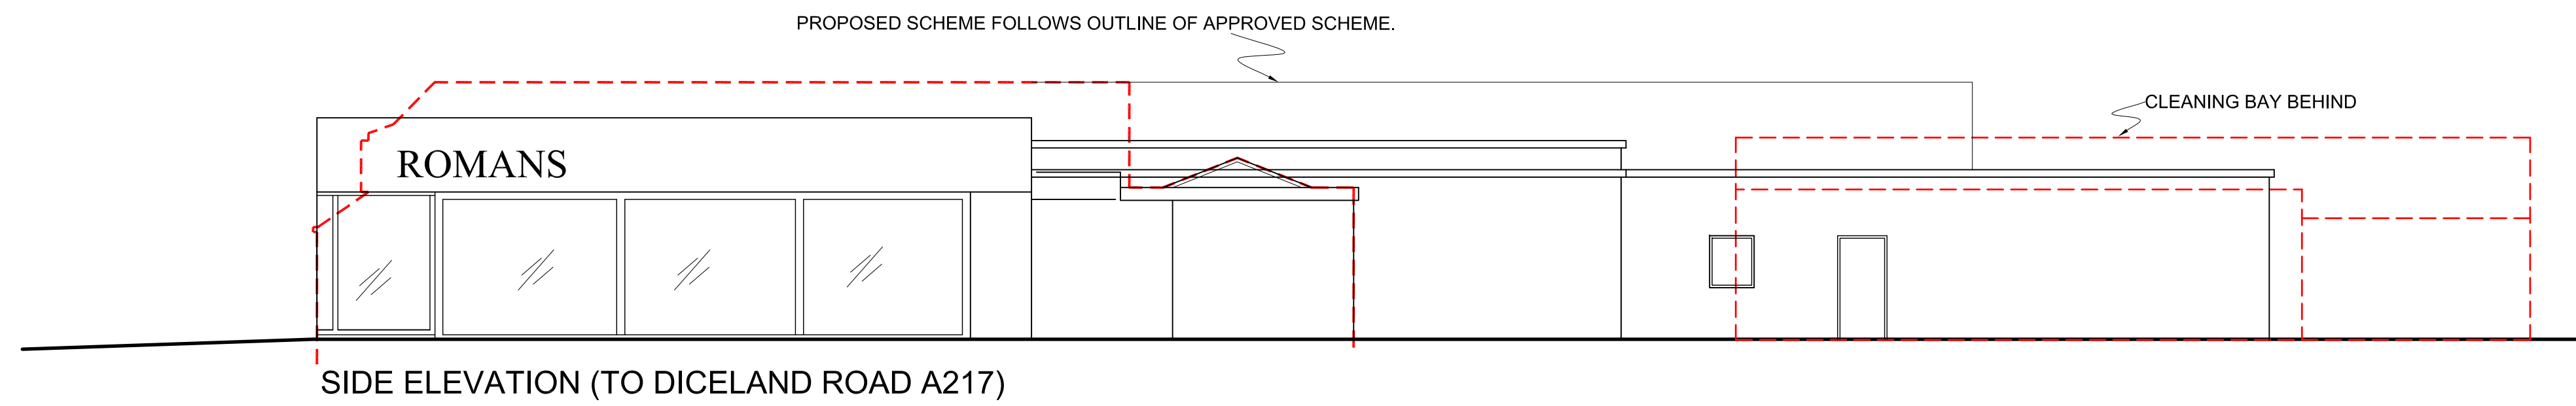 PROPOSED SCHEME FOLLOWS OUTLINE OF APPROVED SCHEME.
CLEANING BAY BEHIND
ROMANS
SIDE ELEVATION (TO DICELAND ROAD A217)